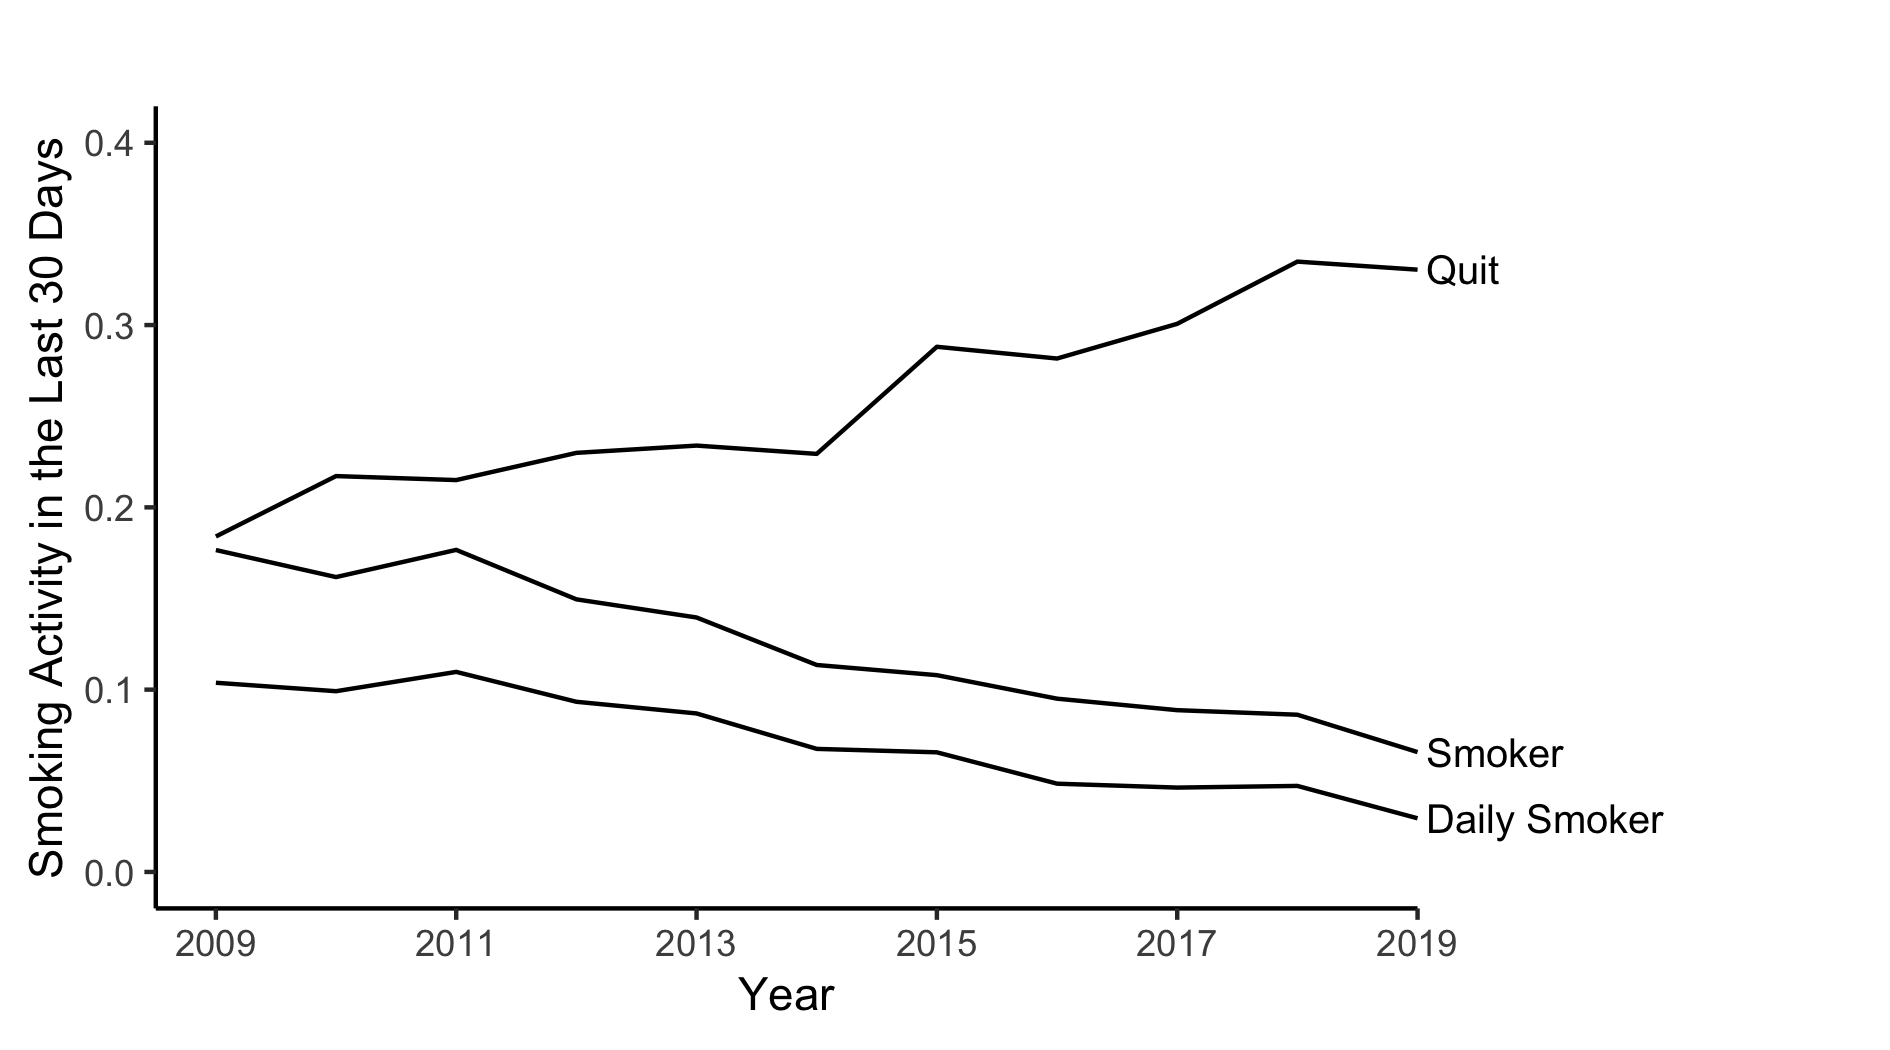 Smoking Activity in the Last 30 Days
0.4
0.3
0.2
0.1
0.0
Quit
Smoker
Daily Smoker
2009 2011 2013 2015 2017 2019
Year